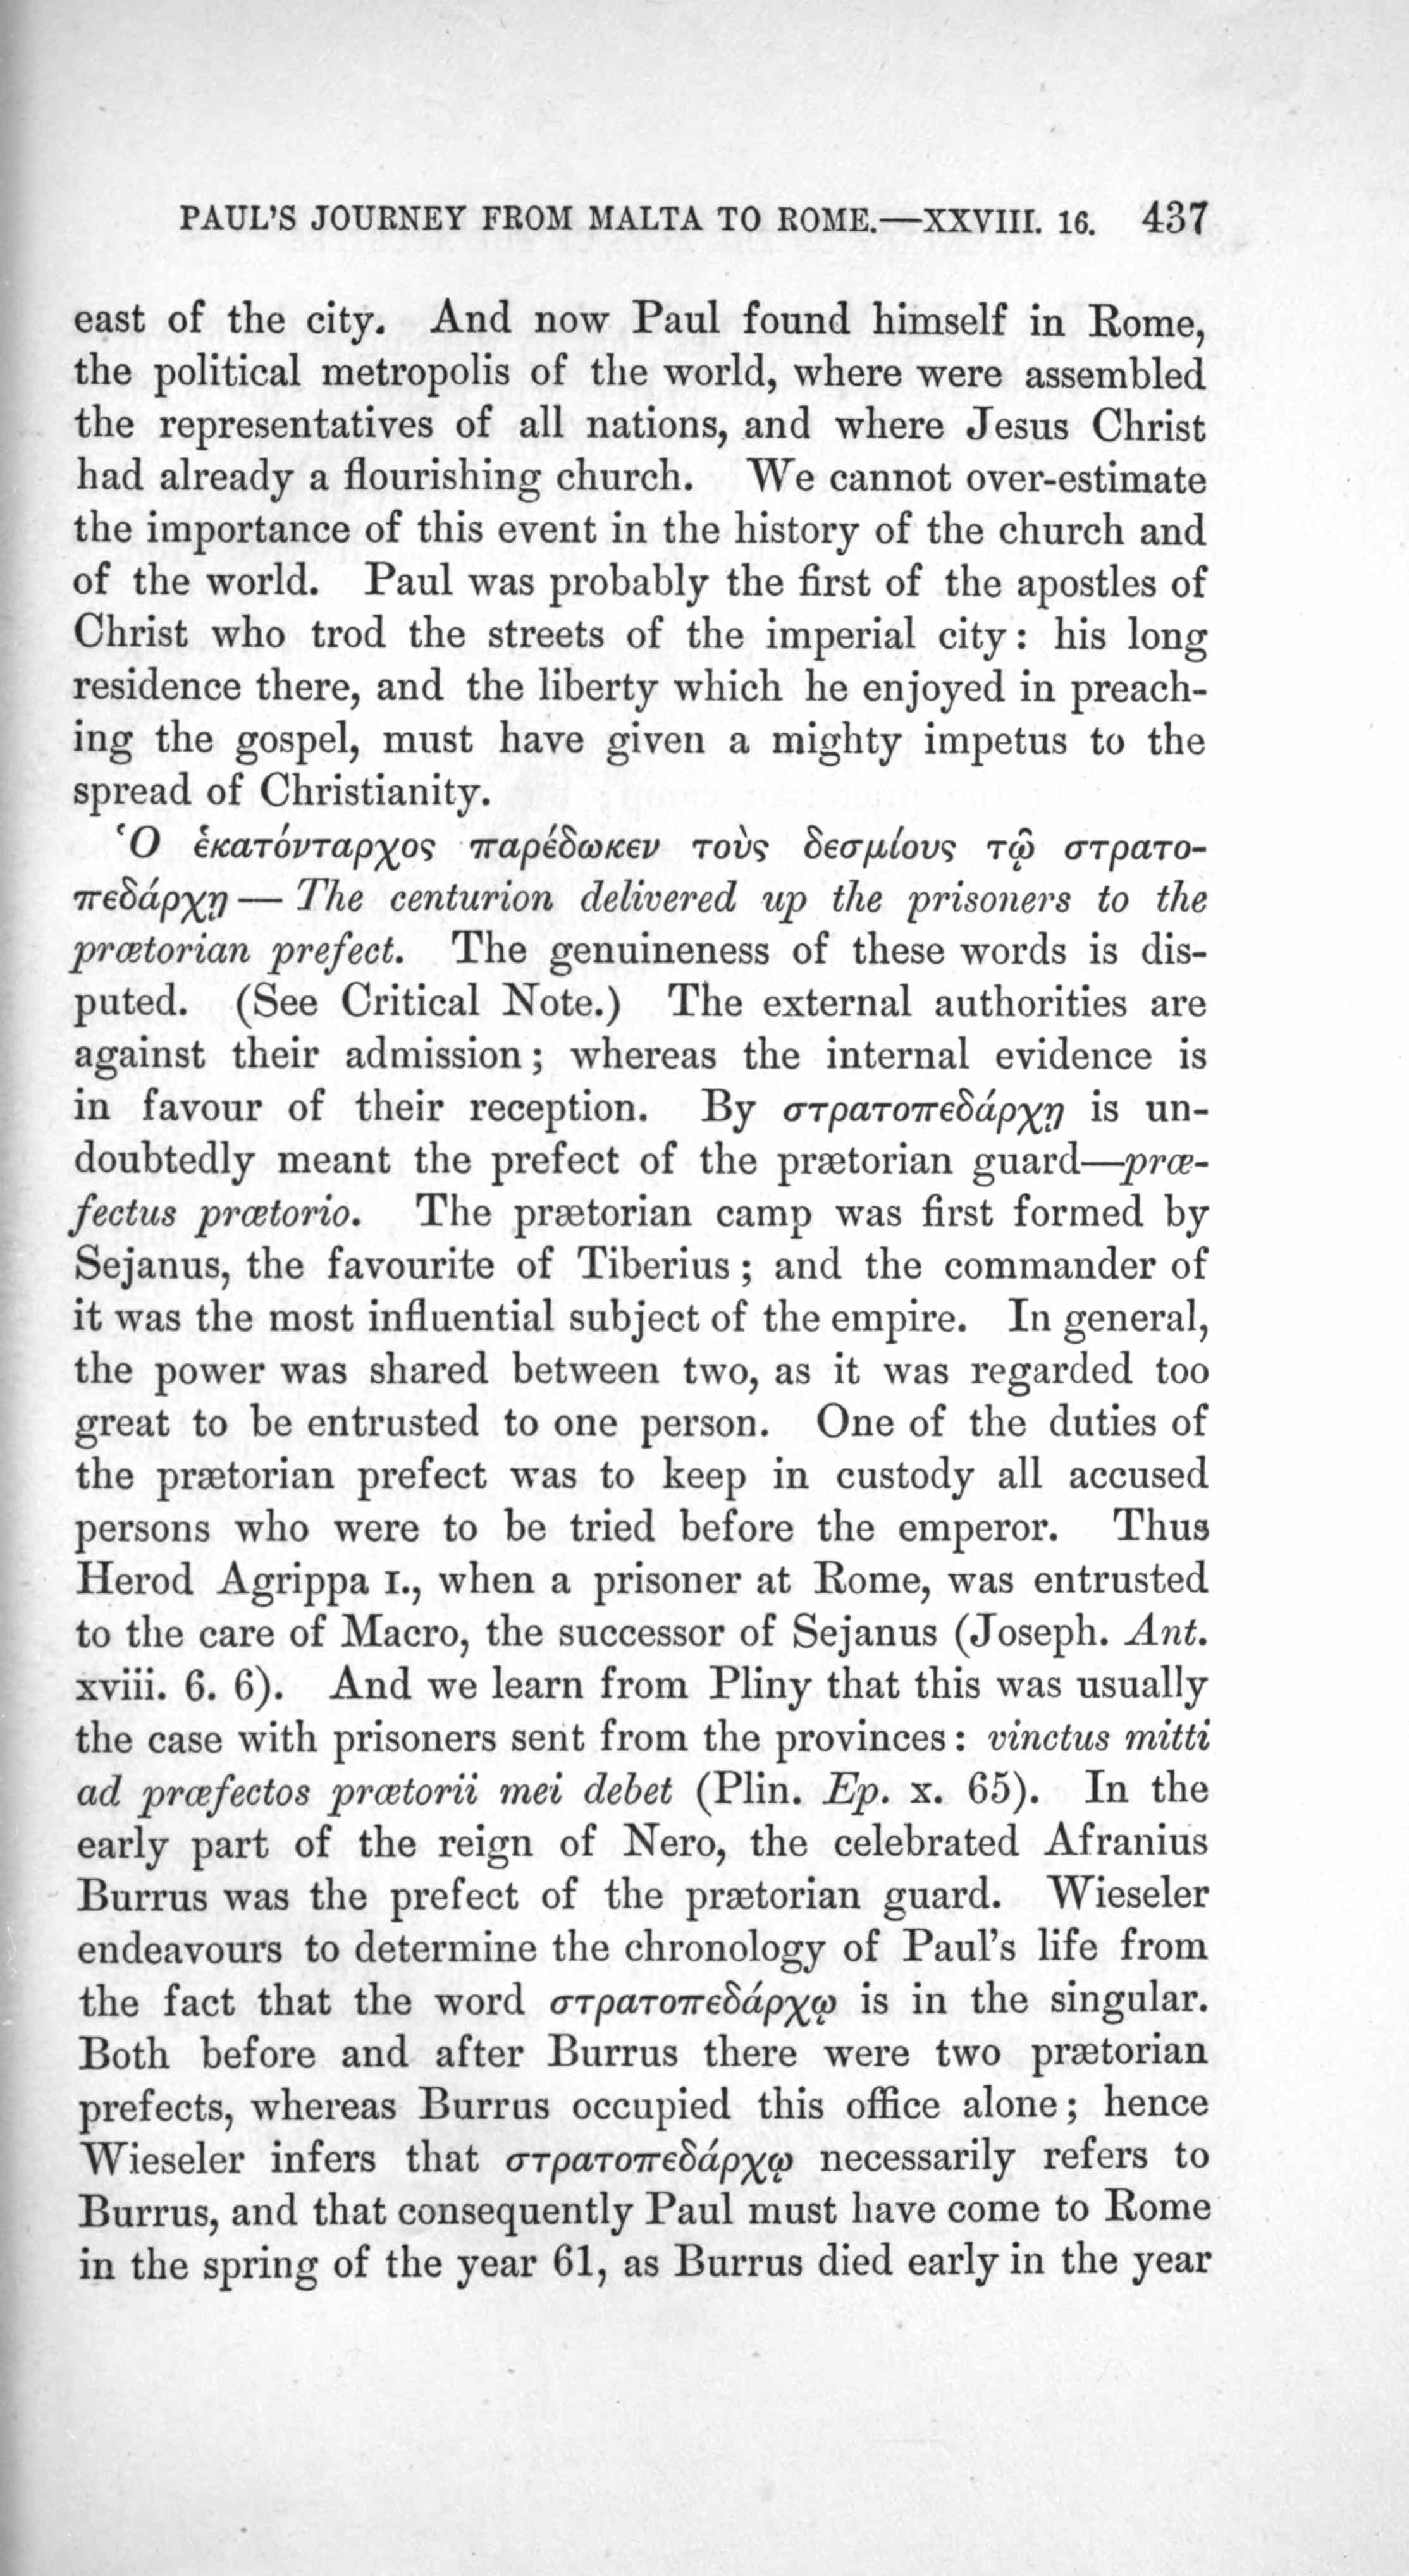 PAUL'S JOURNEY FROM MALTA TO ROME.—XXVIII. 16. 437
east of the city. And now Paul found himself in Rome,
the political metropolis of the world, where were assembled
the representatives of all nations, and where Jesus Christ
had already a flourishing church. We cannot over-estimate
the importance of this event in the history of the church and
of the world. Paul was probably the first of the apostles of
Christ who trod the streets of the imperial city: his long
residence there, and the liberty which he enjoyed in preach-
ing the gospel, must have given a mighty impetus to the
spread of Christianity.
Ὁ ἑκατόνταρχος παρέδωκεν τοὺς δεσμίους τῷ στρατο-
πεδάρχῃ — The centurion delivered up the prisoners to the
prætorian prefect. The genuineness of these words is dis-
puted. (See Critical Note.) The external authorities are
against their admission; whereas the internal evidence is
in favour of their reception. By στρατοπεδάρχῃ is un-
doubtedly meant the prefect of the prætorian guard—præ-
fectus prætorio. The prætorian camp was first formed by
Sejanus, the favourite of Tiberius; and the commander of
it was the most influential subject of the empire. In general,
the power was shared between two, as it was regarded too
great to be entrusted to one person. One of the duties of
the prætorian prefect was to keep in custody all accused
persons who were to be tried before the emperor. Thus
Herod Agrippa I., when a prisoner at Rome, was entrusted
to the care of Macro, the successor of Sejanus (Joseph. Ant.
xviii. 6. 6). And we learn from Pliny that this was usually
the case with prisoners sent from the provinces: vinctus mitti
ad præfectos prætorii mei debet (Plin. Ep. x. 65). In the
early part of the reign of Nero, the celebrated Afranius
Burrus was the prefect of the prætorian guard. Wieseler
endeavours to determine the chronology of Paul's life from
the fact that the word στρατοπεδάρχῳ is in the singular.
Both before and after Burrus there were two prætorian
prefects, whereas Burrus occupied this office alone; hence
Wieseler infers that στρατοπεδάρχῳ necessarily refers to
Burrus, and that consequently Paul must have come to Rome
in the spring of the year 61, as Burrus died early in the year